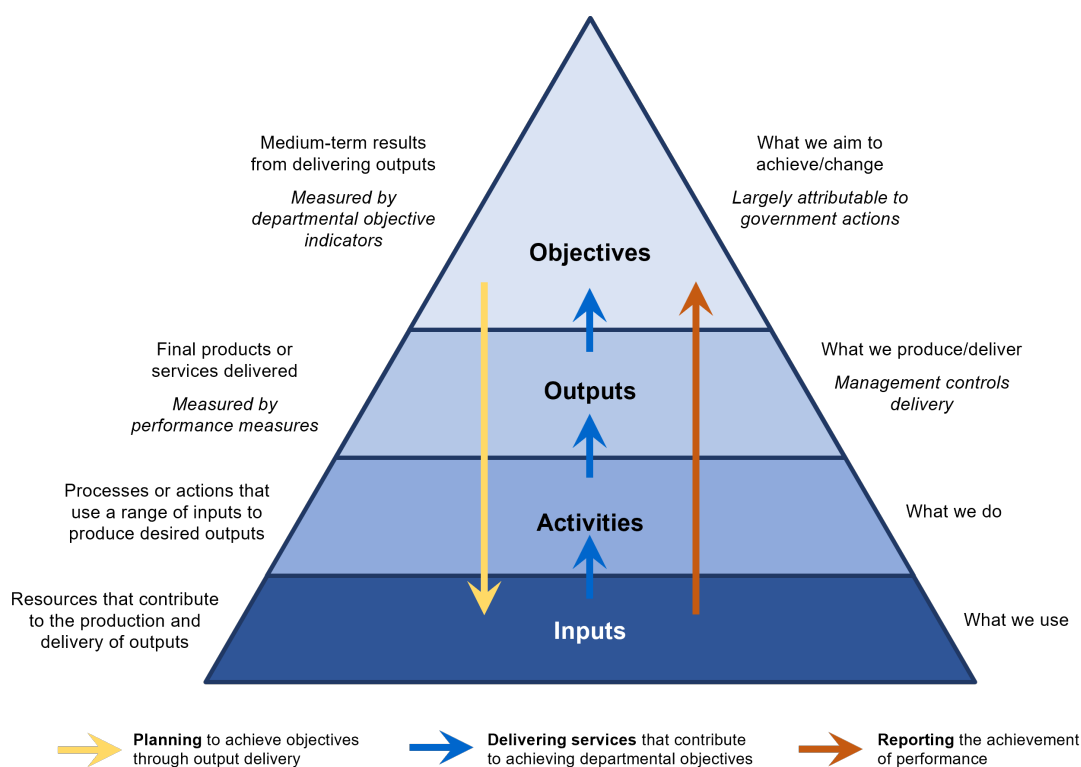 Medium-term results
from delivering outputs
Measured by
departmental objective
indicators
What we aim to
achieve/change
Largely attributable to
government actions
Objectives
Final products or
services delivered
Measured by
performance measures
What we produce/deliver
Management controls
delivery
Outputs
Processes or actions that
use a range of inputs to
produce desired outputs
Activities
What we do
Resources that contribute
to the production and
delivery of outputs
Inputs
What we use
Planning to achieve objectives
through output delivery
Delivering services that contribute
to achieving departmental objectives
Reporting the achievement
of performance